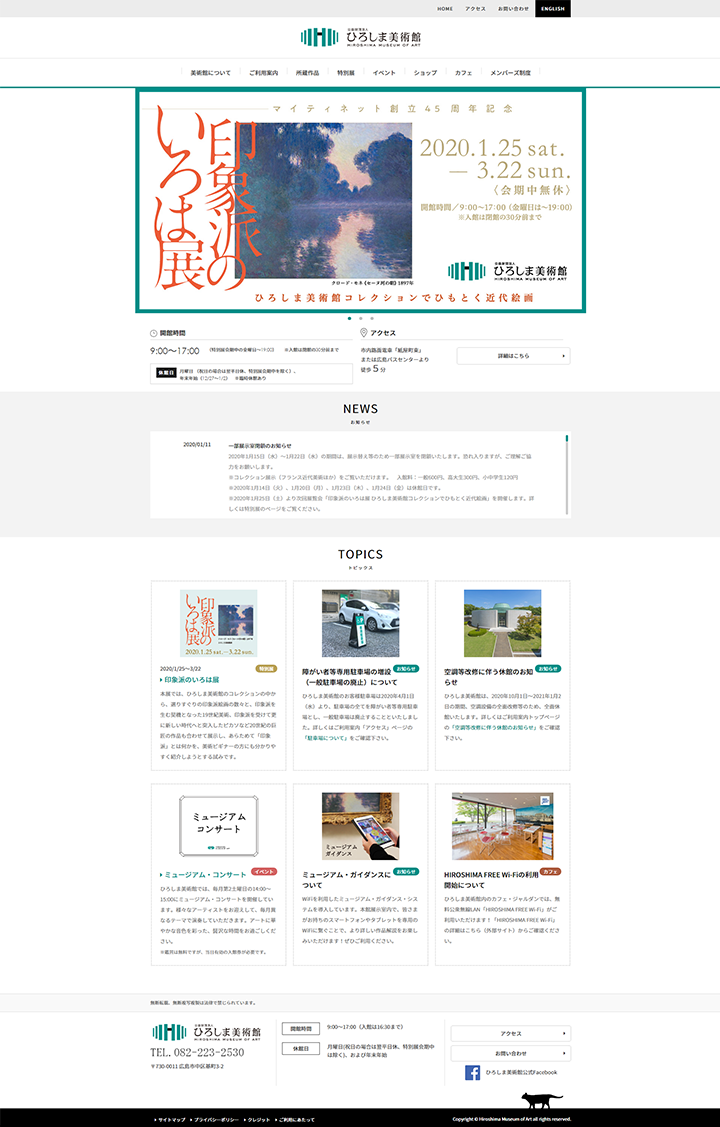 HOME アクセス お問い合わせ ENGLISH
公益財団法人
ひろしま美術館
HIROSHIMA MUSEUM OF ART
美術館について ご利用案内 所蔵作品 特別展 イベント ショップ カフェ メンバーズ制度
マイティネット創立45周年記念
印象派の
いろは展
2020.1.25 sat.
— 3.22 sun.
〈会期中無休〉
開館時間／9:00〜17:00（金曜日は〜19:00）
※入館は閉館の30分前まで
クロード・モネ《セーヌ河の朝》1897年
公益財団法人
ひろしま美術館
HIROSHIMA MUSEUM OF ART
ひろしま美術館コレクションでひもとく近代絵画
開館時間
9:00〜17:00 （特別展会期中の金曜日〜19:00） ※入館は閉館の30分前まで
休館日 月曜日（祝日の場合は翌平日休、特別展会期中を除く）、
年末年始（12/27〜1/2） ※臨時休館あり
アクセス
市内路面電車「紙屋町東」
または広島バスセンターより
徒歩 5 分
詳細はこちら
NEWS
お知らせ
2020/01/11 一部展示室閉鎖のお知らせ
2020年1月15日（水）〜1月22日（水）の期間は、展示替え等のため一部展示室を閉鎖いたします。恐れ入りますが、ご理解ご協
力をお願いします。
※コレクション展示（フランス近代美術ほか）をご覧いただけます。 入館料：一般600円、高大生300円、小中学生120円
※2020年1月14日（火）、1月20日（月）、1月23日（木）、1月24日（金）は休館日です。
※2020年1月25日（土）より次回展覧会「印象派のいろは展 ひろしま美術館コレクションでひもとく近代絵画」を開催します。詳
しくは特別展のページをご覧ください。
TOPICS
トピックス
印象派の
いろは展
2020.1.25 sat.—3.22 sun.
2020/1/25〜3/22 特別展
印象派のいろは展
本展では、ひろしま美術館のコレクションの中か
ら、選りすぐりの印象派絵画の数々と、印象派を
生む契機となった19世紀美術、印象派を受けて更
に新しい時代へと突入したピカソなど20世紀の巨
匠の作品も合わせて展示し、あらためて「印象
派」とは何かを、美術ビギナーの方にも分かりや
すく紹介しようとする試みです。
障がい者等専用駐車場の増設 お知らせ
（一般駐車場の廃止）について
ひろしま美術館のお客様駐車場は2020年4月1日
（水）より、駐車場の全てを障がい者等専用駐車
場とし、一般駐車場は廃止することといたしまし
た。詳しくはご利用案内「アクセス」ページの
「駐車場について」をご確認下さい。
空調等改修に伴う休館のお知 お知らせ
らせ
ひろしま美術館は、2020年10月1日〜2021年1月2
日の期間、空調設備の全面改修等のため、全面休
館いたします。詳しくはご利用案内トップページ
の「空調等改修に伴う休館のお知らせ」をご確認
下さい。
ミュージアム
コンサート
ミュージアム・コンサート イベント
ひろしま美術館では、毎月第2土曜日の14:00〜
15:00にミュージアム・コンサートを開催してい
ます。様々なアーティストをお迎えして、毎月異
なるテーマで演奏していただきます。アートに華
やかな音色を彩った、贅沢な時間をお過ごしくだ
さい。
※鑑賞は無料ですが、当日有効の入館券が必要です。
ミュージアム
ガイダンス
ミュージアム・ガイダンスに お知らせ
ついて
WiFiを利用したミュージアム・ガイダンス・シス
テムを導入しています。本館展示室内で、皆さま
がお持ちのスマートフォンやタブレットを専用の
WiFiに繋ぐことで、より詳しい作品解説をお楽し
みいただけます！ぜひご利用ください。
HIROSHIMA FREE Wi-Fiの利用 カフェ
開始について
ひろしま美術館内のカフェ・ジャルダンでは、無
料公衆無線LAN「HIROSHIMA FREE Wi-Fi」がご
利用いただけます！「HIROSHIMA FREE Wi-Fi」
の詳細はこちら（外部サイト）からご確認くださ
い。
無断転載、無断複写複製は法律で禁じられています。
公益財団法人
ひろしま美術館
HIROSHIMA MUSEUM OF ART
TEL. 082-223-2530
〒730-0011 広島市中区基町3-2
開館時間 9:00〜17:00（入館は16:30まで）
休館日 月曜日(祝日の場合は翌平日休、特別展会期中
は除く)、および年末年始
アクセス
お問い合わせ
ひろしま美術館公式Facebook
サイトマップ プライバシーポリシー クレジット ご利用にあたって
Copyright © Hiroshima Museum of Art all rights reserved.